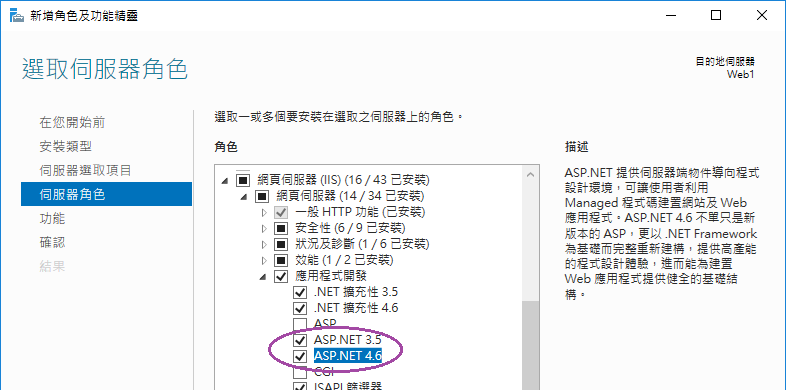 新增角色及功能精靈
選取伺服器角色
目的地伺服器
Web1
在您開始前
安裝類型
伺服器選取項目
伺服器角色
功能
確認
結果
選取一或多個要安裝在選取之伺服器上的角色。
角色
網頁伺服器 (IIS) (16 / 43 已安裝)
網頁伺服器 (14 / 34 已安裝)
一般 HTTP 功能 (已安裝)
安全性 (6 / 9 已安裝)
狀況及診斷 (1 / 6 已安裝)
效能 (1 / 2 已安裝)
應用程式開發
.NET 擴充性 3.5
.NET 擴充性 4.6
ASP
ASP.NET 3.5
ASP.NET 4.6
CGI
ISAPI 篩選器
描述
ASP.NET 提供伺服器端物件導向程式
設計環境，可讓使用者利用
Managed 程式碼建置網站及 Web
應用程式。ASP.NET 4.6 不單只是新
版本的 ASP，更以 .NET Framework
為基礎而完整重新建構，提供高產能
的程式設計體驗，進而能為建置
Web 應用程式提供健全的基礎結
構。